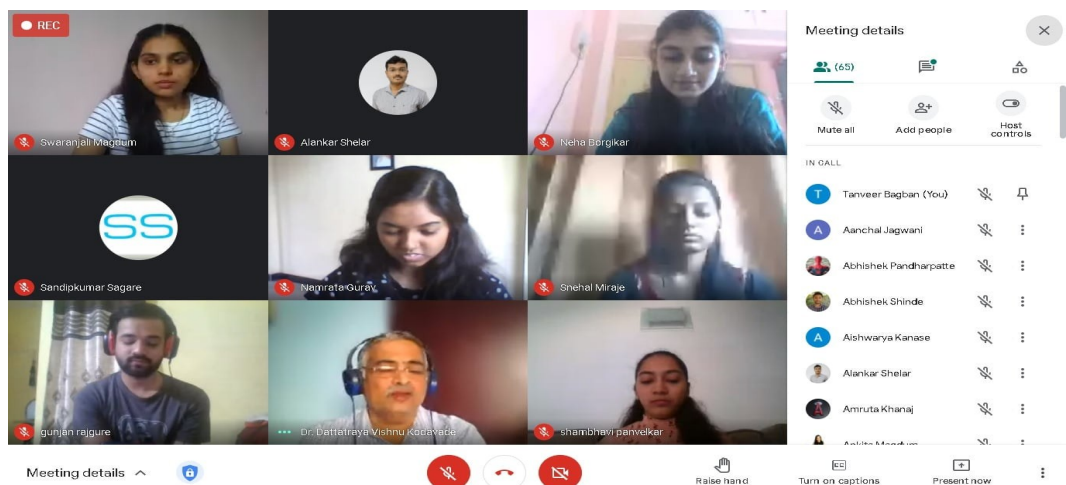 REC
Swaranjali Magdum
Alankar Shelar
Neha Borgikar
SS
Sandipkumar Sagare
Namrata Gurav
Snehal Miraje
gunjan rajgure
Dr. Dattatraya Vishnu Kodavade
shambhavi panvelkar
Meeting details
(65)
Mute all
Add people
Host
controls
IN CALL
T
Tanveer Bagban (You)
A
Aanchal Jagwani
Abhishek Pandharpatte
Abhishek Shinde
A
Aishwarya Kanase
Alankar Shelar
Amruta Khanaj
Ankita Magdum
Meeting details
Raise hand
CC
Turn on captions
Present now